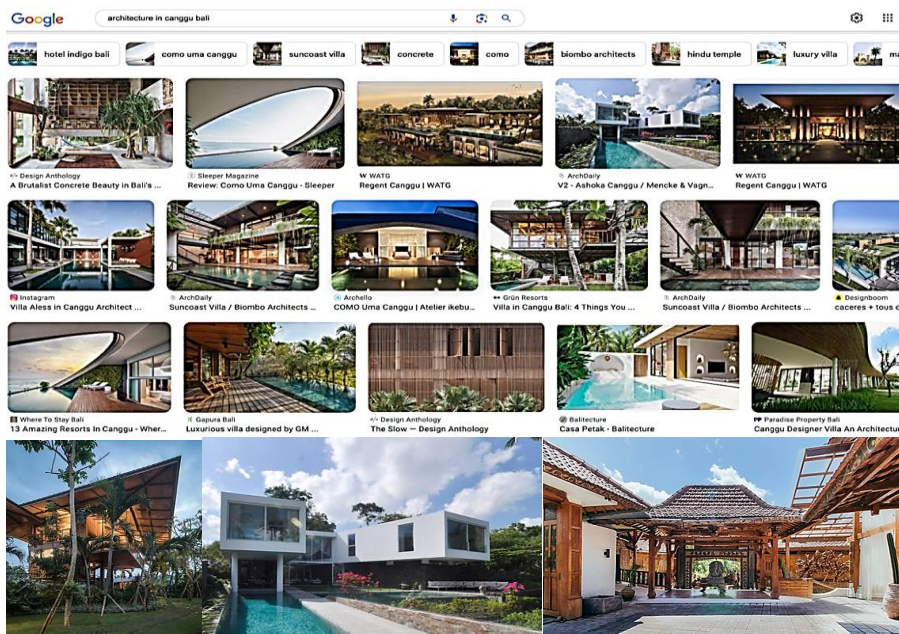 Google
architecture in canggu bali
hotel indigo bali
como uma canggu
suncoast villa
concrete
como
biombo architects
hindu temple
luxury villa
Design Anthology
A Brutalist Concrete Beauty in Bali's ...
Sleeper Magazine
Review: Como Uma Canggu - Sleeper
WATG
Regent Canggu | WATG
ArchDaily
V2 - Ashoka Canggu / Mencke & Vagn...
WATG
Regent Canggu | WATG
Instagram
Villa Aless in Canggu Architect ...
ArchDaily
Suncoast Villa / Biombo Architects ...
Archello
COMO Uma Canggu | Atelier ikebu...
Grün Resorts
Villa in Canggu Bali: 4 Things You ...
ArchDaily
Suncoast Villa / Biombo Architects ...
Designboom
caceres + tous
Where To Stay Bali
13 Amazing Resorts In Canggu - Wher...
Gapura Bali
Luxurious villa designed by GM ...
Design Anthology
The Slow — Design Anthology
Balitecture
Casa Petak - Balitecture
Paradise Property Bali
Canggu Designer Villa An Architectur